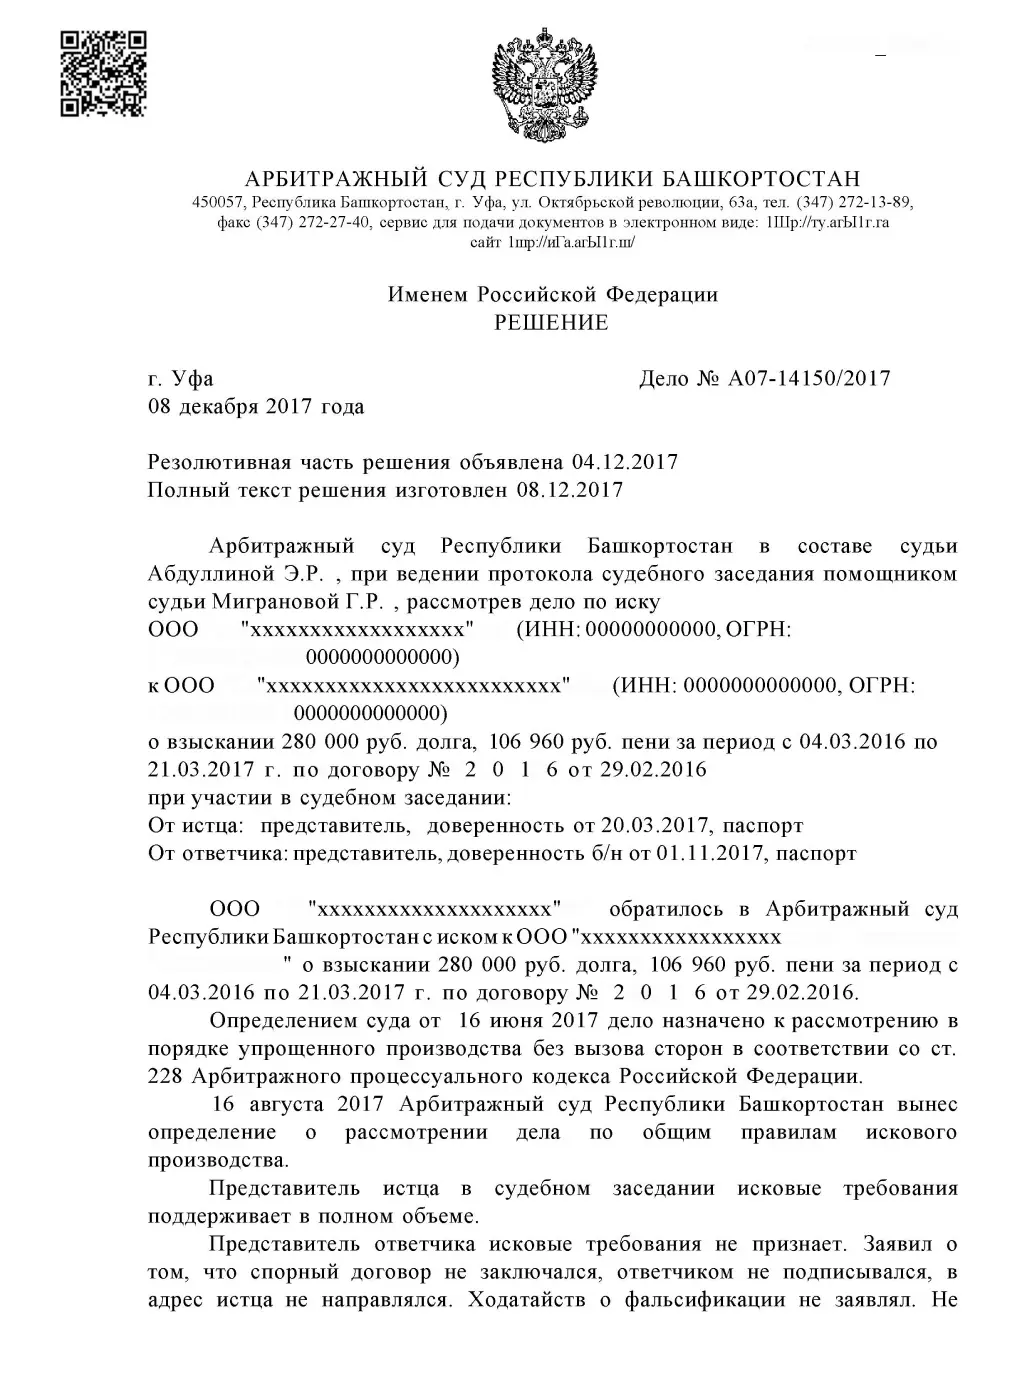 АРБИТРАЖНЫЙ СУД РЕСПУБЛИКИ БАШКОРТОСТАН
450057, Республика Башкортостан, г. Уфа, ул. Октябрьской революции, 63а, тел. (347) 272-13-89,
факс (347) 272-27-40, сервис для подачи документов в электронном виде: 1Шр://ту.агЫ1г.га
сайт 1шр://иГа.агЫ1г.ш/
Именем Российской Федерации
РЕШЕНИЕ
г. Уфа Дело № А07-14150/2017
08 декабря 2017 года
Резолютивная часть решения объявлена 04.12.2017
Полный текст решения изготовлен 08.12.2017
Арбитражный суд Республики Башкортостан в составе судьи
Абдуллиной Э.Р. , при ведении протокола судебного заседания помощником
судьи Миграновой Г.Р. , рассмотрев дело по иску
ООО "хххххххххххххххххх" (ИНН: 00000000000, ОГРН:
0000000000000)
к ООО "ххххххххххххххххххххххххх" (ИНН: 0000000000000, ОГРН:
0000000000000)
о взыскании 280 000 руб. долга, 106 960 руб. пени за период с 04.03.2016 по
21.03.2017 г. по договору № 2 0 1 6 от 29.02.2016
при участии в судебном заседании:
От истца: представитель, доверенность от 20.03.2017, паспорт
От ответчика: представитель, доверенность б/н от 01.11.2017, паспорт
ООО "хххххххххххххххххххх" обратилось в Арбитражный суд
Республики Башкортостан с иском к ООО "ххххххххххххххххх
" о взыскании 280 000 руб. долга, 106 960 руб. пени за период с
04.03.2016 по 21.03.2017 г. по договору № 2 0 1 6 от 29.02.2016.
Определением суда от 16 июня 2017 дело назначено к рассмотрению в
порядке упрощенного производства без вызова сторон в соответствии со ст.
228 Арбитражного процессуального кодекса Российской Федерации.
16 августа 2017 Арбитражный суд Республики Башкортостан вынес
определение о рассмотрении дела по общим правилам искового
производства.
Представитель истца в судебном заседании исковые требования
поддерживает в полном объеме.
Представитель ответчика исковые требования не признает. Заявил о
том, что спорный договор не заключался, ответчиком не подписывался, в
адрес истца не направлялся. Ходатайств о фальсификации не заявлял. Не